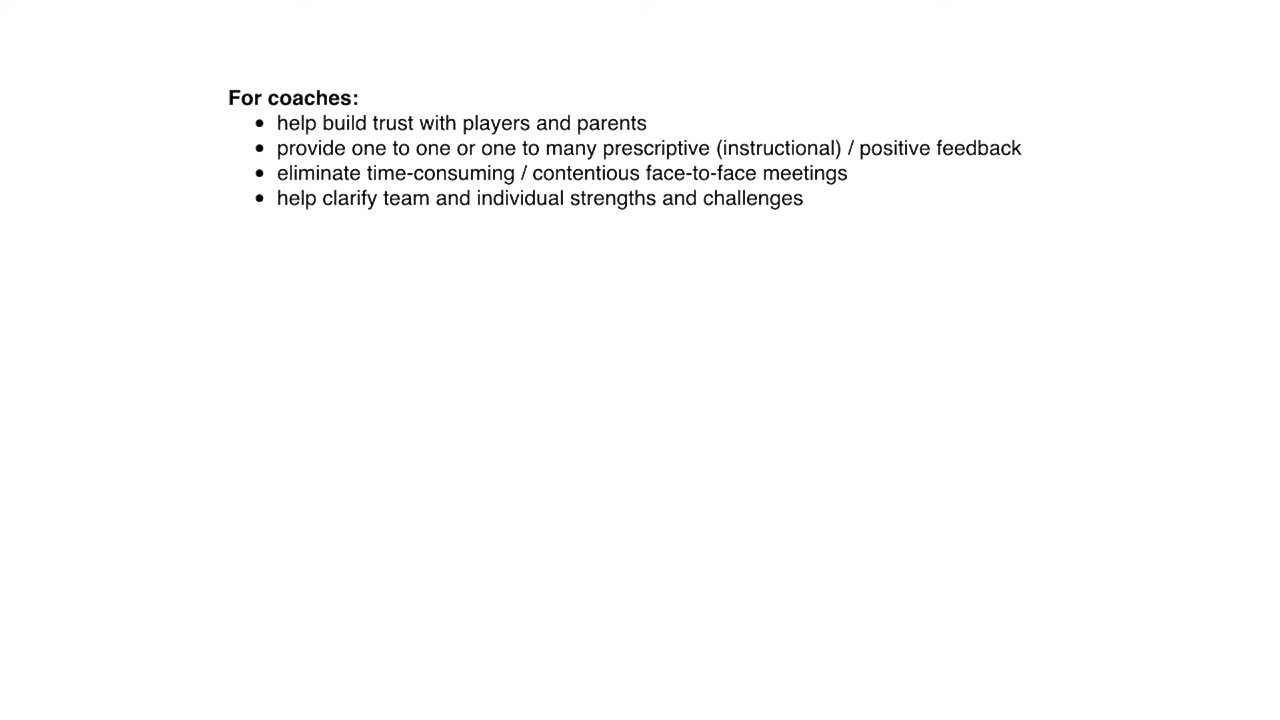 For coaches:
• help build trust with players and parents
• provide one to one or one to many prescriptive (instructional) / positive feedback
• eliminate time-consuming / contentious face-to-face meetings
• help clarify team and individual strengths and challenges